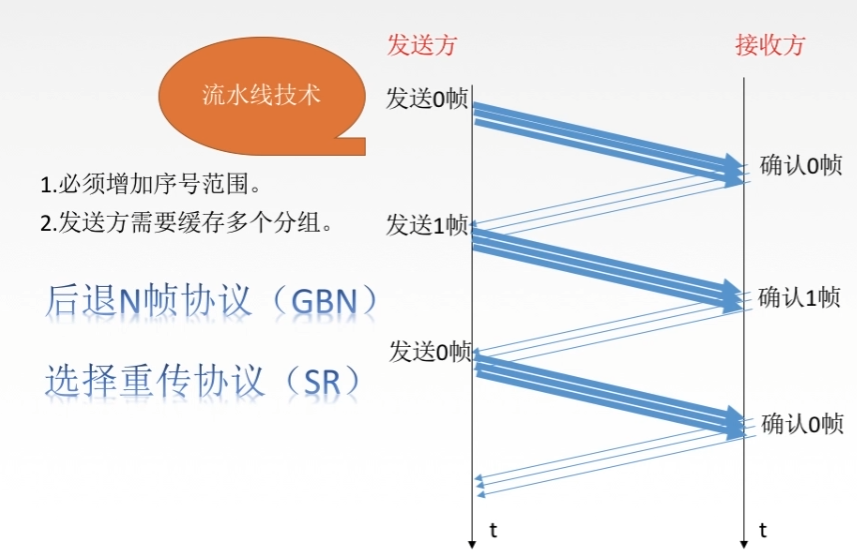 流水线技术
1.必须增加序号范围。
2.发送方需要缓存多个分组。
后退N帧协议（GBN）
选择重传协议（SR）
发送方
接收方
发送0帧
确认0帧
发送1帧
确认1帧
发送0帧
确认0帧
t
t